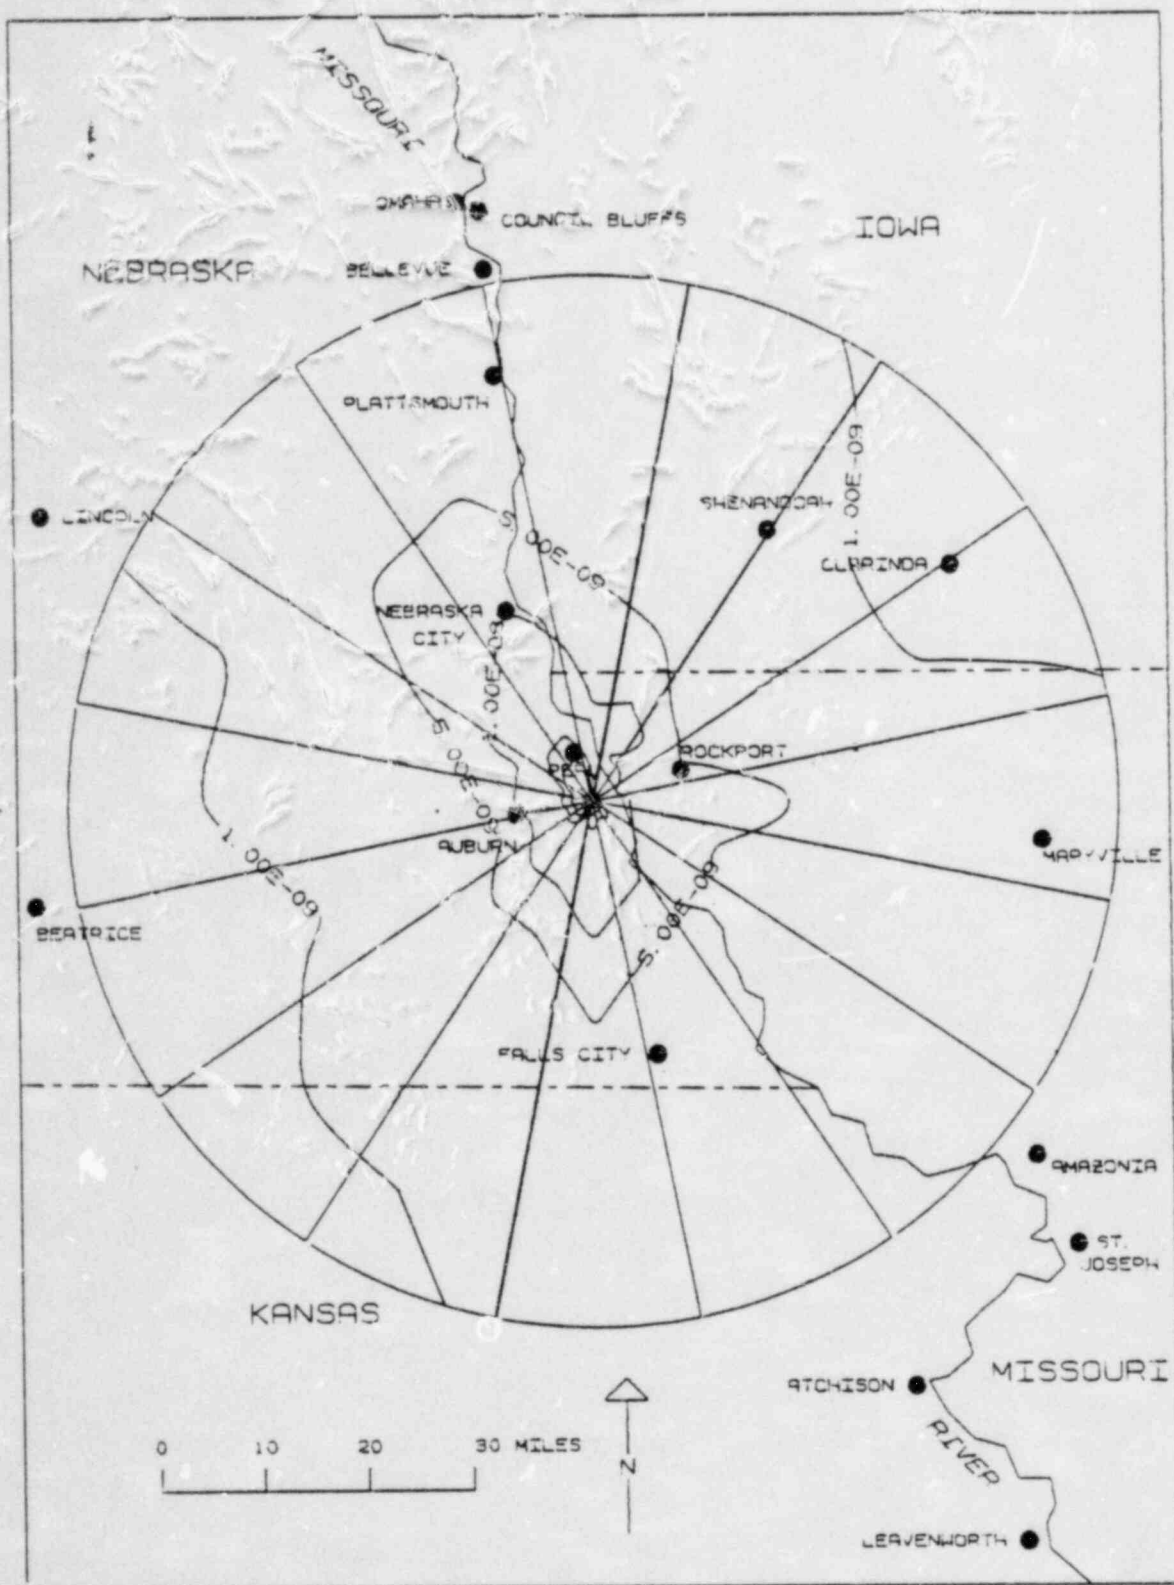 MISSOURI
OMAHA
COUNCIL BLUFFS
IOWA
NEBRASKA
BELLEVUE
PLATTSMOUTH
1.00E-09
SHENANDOAH
LINCOLN
5.00E-09
CLARINDA
NEBRASKA
CITY
1.00E-09
5.00E-09
ROCKPORT
AUBURN
MARYVILLE
1.00E-09
5.00E-09
BEATRICE
FALLS CITY
AMAZONIA
ST.
JOSEPH
KANSAS
MISSOURI
ATCHISON
0 10 20 30 MILES
N
RIVER
LEAVENWORTH